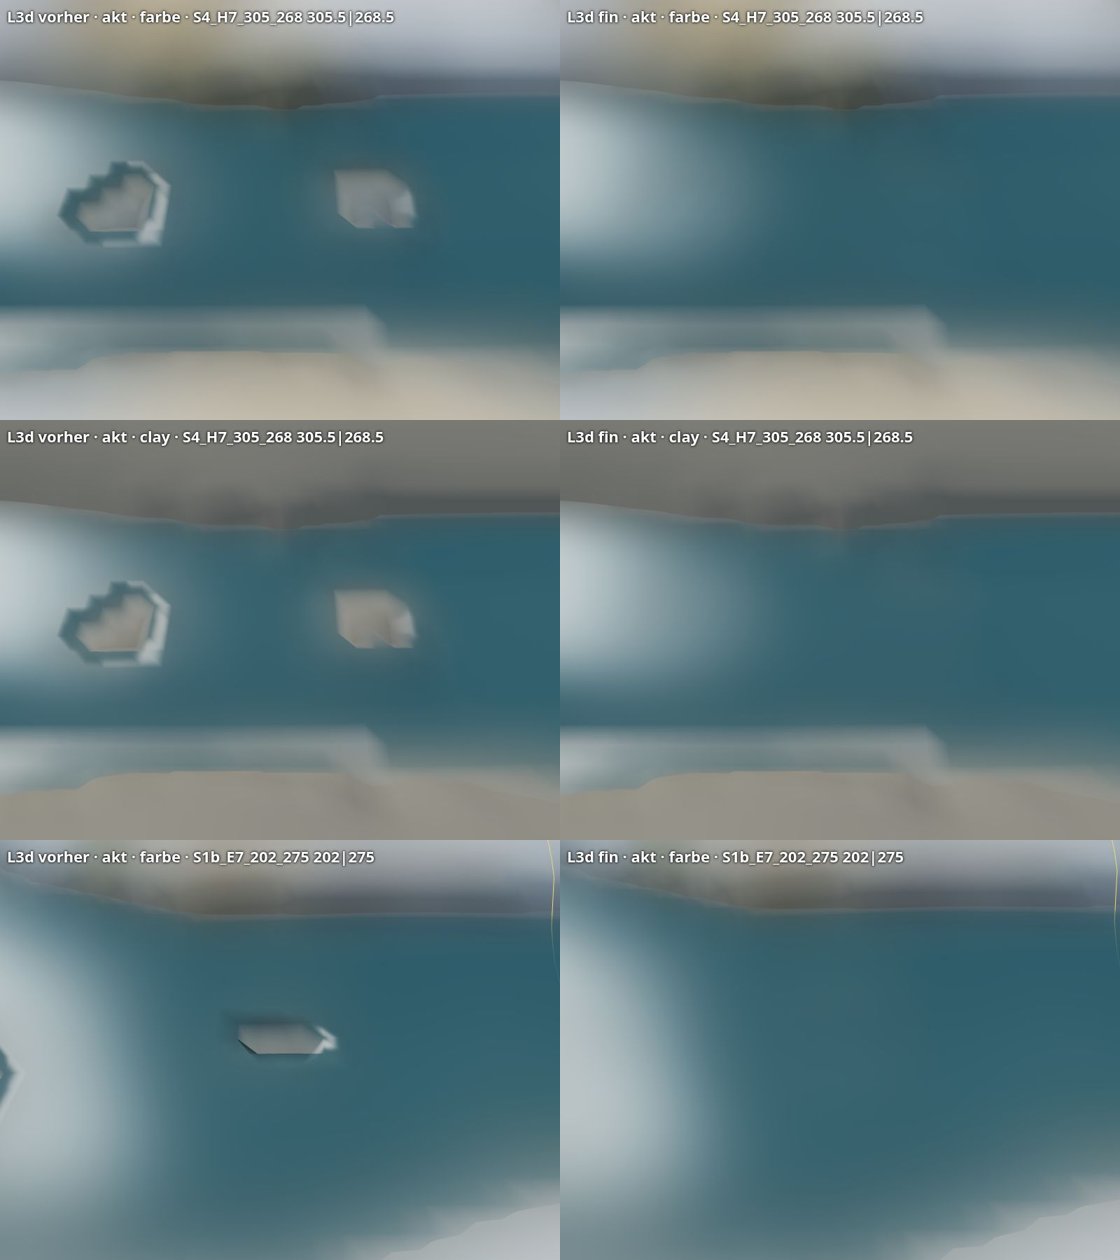 L3d vorher · akt · farbe · S4_H7_305_268 305.5|268.5
L3d fin · akt · farbe · S4_H7_305_268 305.5|268.5
L3d vorher · akt · clay · S4_H7_305_268 305.5|268.5
L3d fin · akt · clay · S4_H7_305_268 305.5|268.5
L3d vorher · akt · farbe · S1b_E7_202_275 202|275
L3d fin · akt · farbe · S1b_E7_202_275 202|275